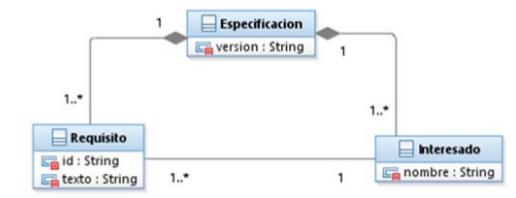 1
Especificacion
version : String
1
1..*
1..*
Requisito
id : String
texto : String
1..*
1
Interesado
nombre : String